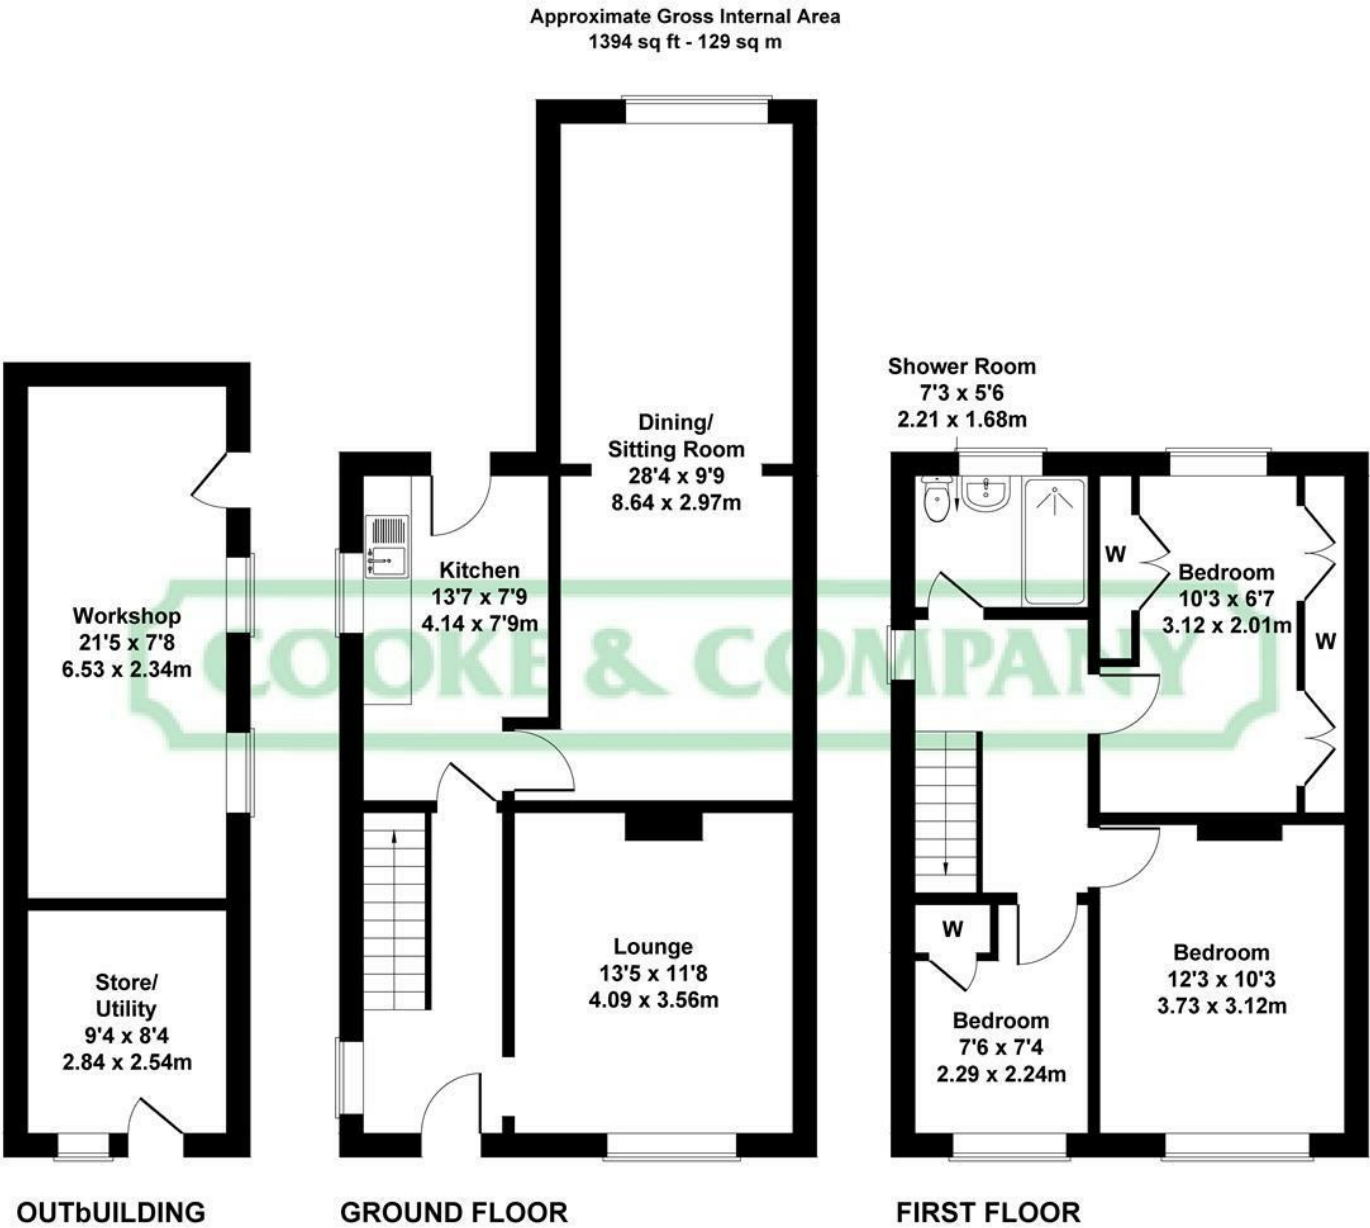 Approximate Gross Internal Area
1394 sq ft - 129 sq m
Dining/
Sitting Room
28'4 x 9'9
8.64 x 2.97m
Kitchen
13'7 x 7'9
4.14 x 7'9m
Workshop
21'5 x 7'8
6.53 x 2.34m
Store/
Utility
9'4 x 8'4
2.84 x 2.54m
Lounge
13'5 x 11'8
4.09 x 3.56m
Shower Room
7'3 x 5'6
2.21 x 1.68m
W
Bedroom
10'3 x 6'7
3.12 x 2.01m
W
W
Bedroom
7'6 x 7'4
2.29 x 2.24m
Bedroom
12'3 x 10'3
3.73 x 3.12m
COOKE & COMPANY
OUTbUILDING
GROUND FLOOR
FIRST FLOOR